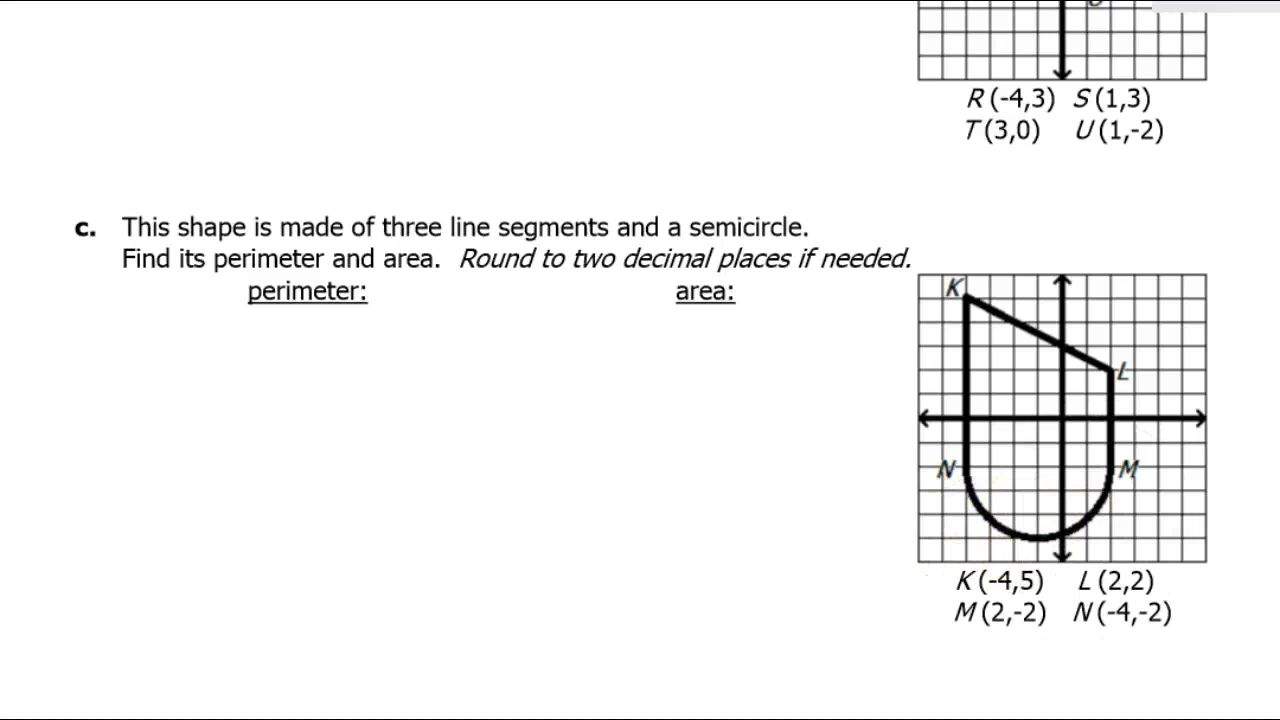 R(-4,3) S(1,3)
T(3,0) U(1,-2)
c. This shape is made of three line segments and a semicircle.
Find its perimeter and area. Round to two decimal places if needed.
perimeter: area:
K
L
N M
K(-4,5) L(2,2)
M(2,-2) N(-4,-2)